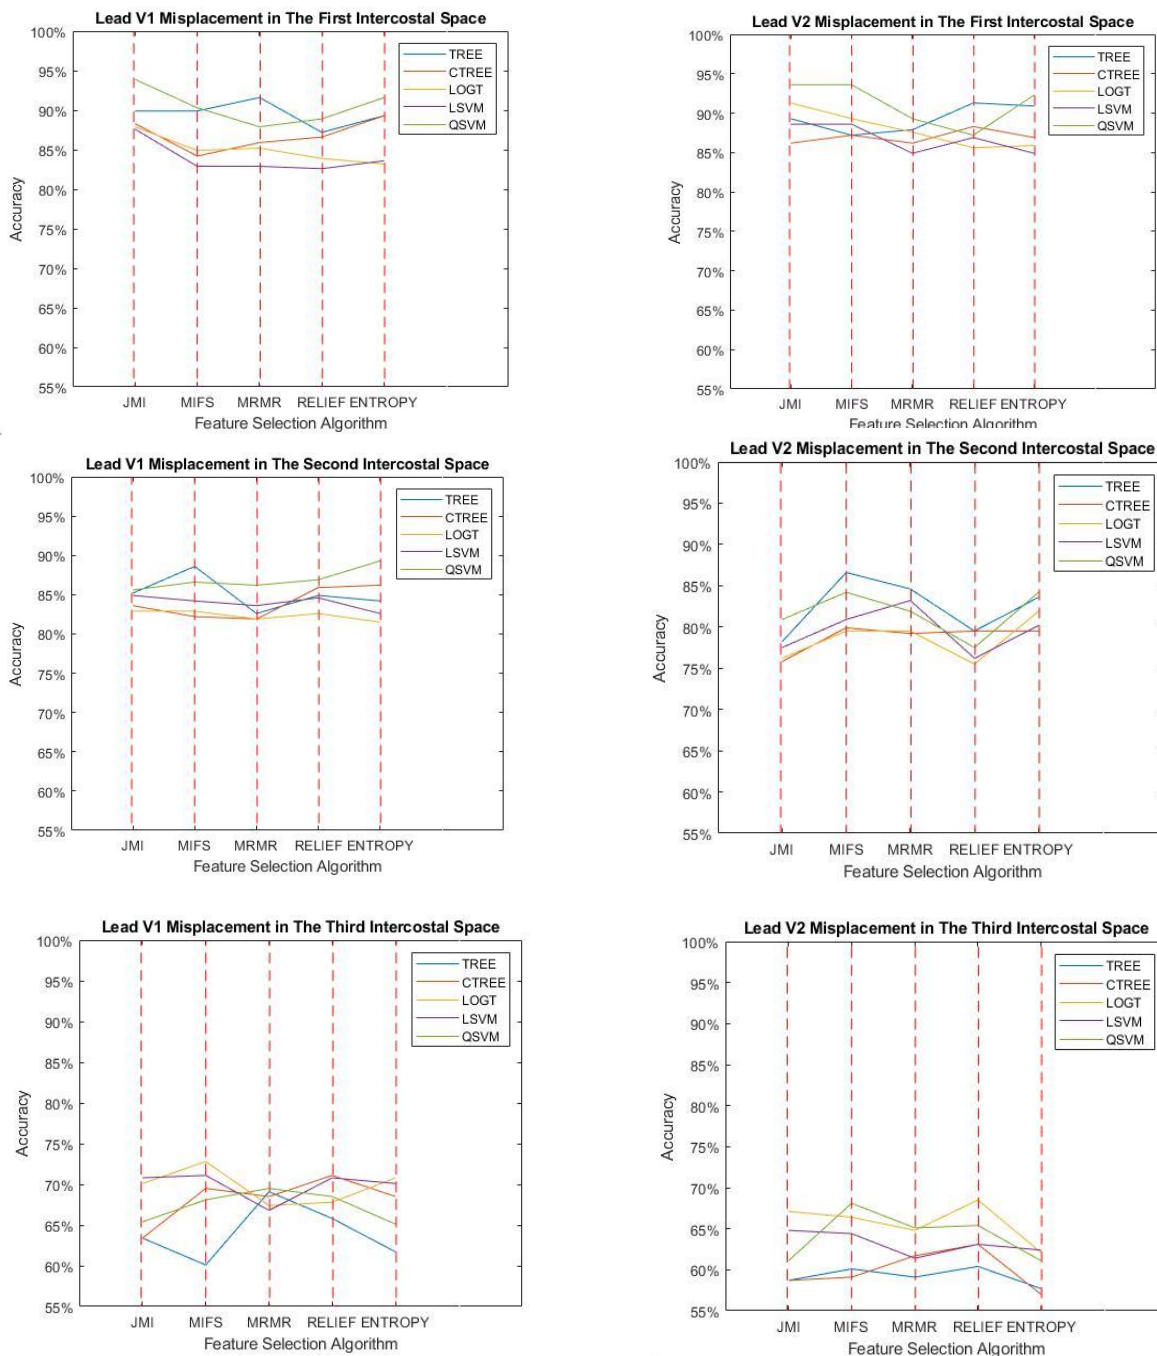 Lead V1 Misplacement in The First Intercostal Space
100%
95%
90%
85%
80%
75%
70%
65%
60%
55%
Accuracy
TREE
CTREE
LOGT
LSVM
QSVM
JMI MIFS MRMR RELIEF ENTROPY
Feature Selection Algorithm
Lead V2 Misplacement in The First Intercostal Space
100%
95%
90%
85%
80%
75%
70%
65%
60%
55%
Accuracy
TREE
CTREE
LOGT
LSVM
QSVM
JMI MIFS MRMR RELIEF ENTROPY
Feature Selection Algorithm
Lead V1 Misplacement in The Second Intercostal Space
100%
95%
90%
85%
80%
75%
70%
65%
60%
55%
Accuracy
TREE
CTREE
LOGT
LSVM
QSVM
JMI MIFS MRMR RELIEF ENTROPY
Feature Selection Algorithm
Lead V2 Misplacement in The Second Intercostal Space
100%
95%
90%
85%
80%
75%
70%
65%
60%
55%
Accuracy
TREE
CTREE
LOGT
LSVM
QSVM
JMI MIFS MRMR RELIEF ENTROPY
Feature Selection Algorithm
Lead V1 Misplacement in The Third Intercostal Space
100%
95%
90%
85%
80%
75%
70%
65%
60%
55%
Accuracy
TREE
CTREE
LOGT
LSVM
QSVM
JMI MIFS MRMR RELIEF ENTROPY
Feature Selection Algorithm
Lead V2 Misplacement in The Third Intercostal Space
100%
95%
90%
85%
80%
75%
70%
65%
60%
55%
Accuracy
TREE
CTREE
LOGT
LSVM
QSVM
JMI MIFS MRMR RELIEF ENTROPY
Feature Selection Algorithm